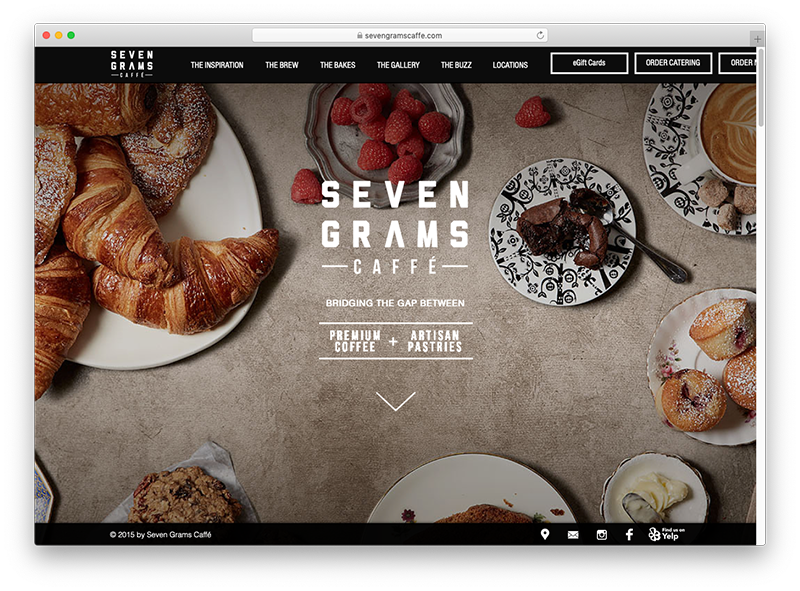 sevengramscaffe.com
SEVEN
GRAMS
CAFFÉ
THE INSPIRATION THE BREW THE BAKES THE GALLERY THE BUZZ LOCATIONS eGift Cards ORDER CATERING ORDER
SEVEN
GRAMS
CAFFÉ
BRIDGING THE GAP BETWEEN
PREMIUM COFFEE + ARTISAN PASTRIES
© 2015 by Seven Grams Caffé
Find us on
Yelp